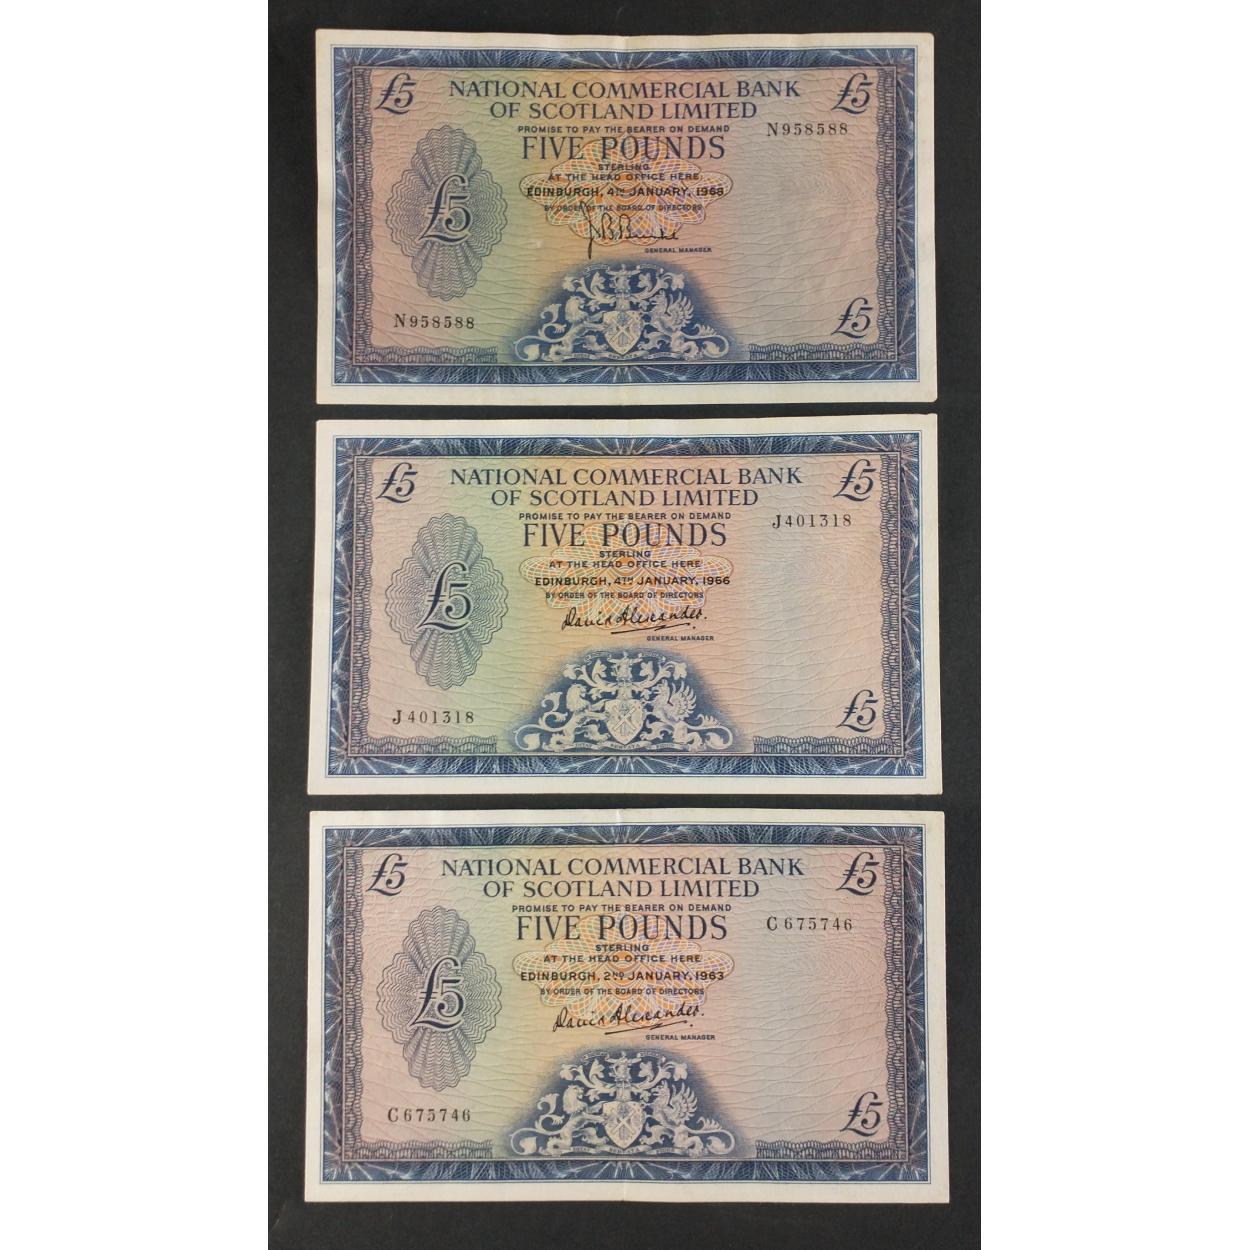 £5 NATIONAL COMMERCIAL BANK £5
OF SCOTLAND LIMITED
PROMISE TO PAY THE BEARER ON DEMAND N958588
FIVE POUNDS
STERLING
AT THE HEAD OFFICE HERE
£5 EDINBURGH, 4TH JANUARY, 1968
BY ORDER OF THE BOARD OF DIRECTORS
GENERAL MANAGER
N958588 £5
£5 NATIONAL COMMERCIAL BANK £5
OF SCOTLAND LIMITED
PROMISE TO PAY THE BEARER ON DEMAND J401318
FIVE POUNDS
STERLING
AT THE HEAD OFFICE HERE
£5 EDINBURGH, 4TH JANUARY, 1966
BY ORDER OF THE BOARD OF DIRECTORS
David Alexander.
GENERAL MANAGER
J401318 £5
£5 NATIONAL COMMERCIAL BANK £5
OF SCOTLAND LIMITED
PROMISE TO PAY THE BEARER ON DEMAND
FIVE POUNDS C675746
STERLING
AT THE HEAD OFFICE HERE
£5 EDINBURGH, 2ND JANUARY, 1963
BY ORDER OF THE BOARD OF DIRECTORS
David Alexander.
GENERAL MANAGER
C675746 £5